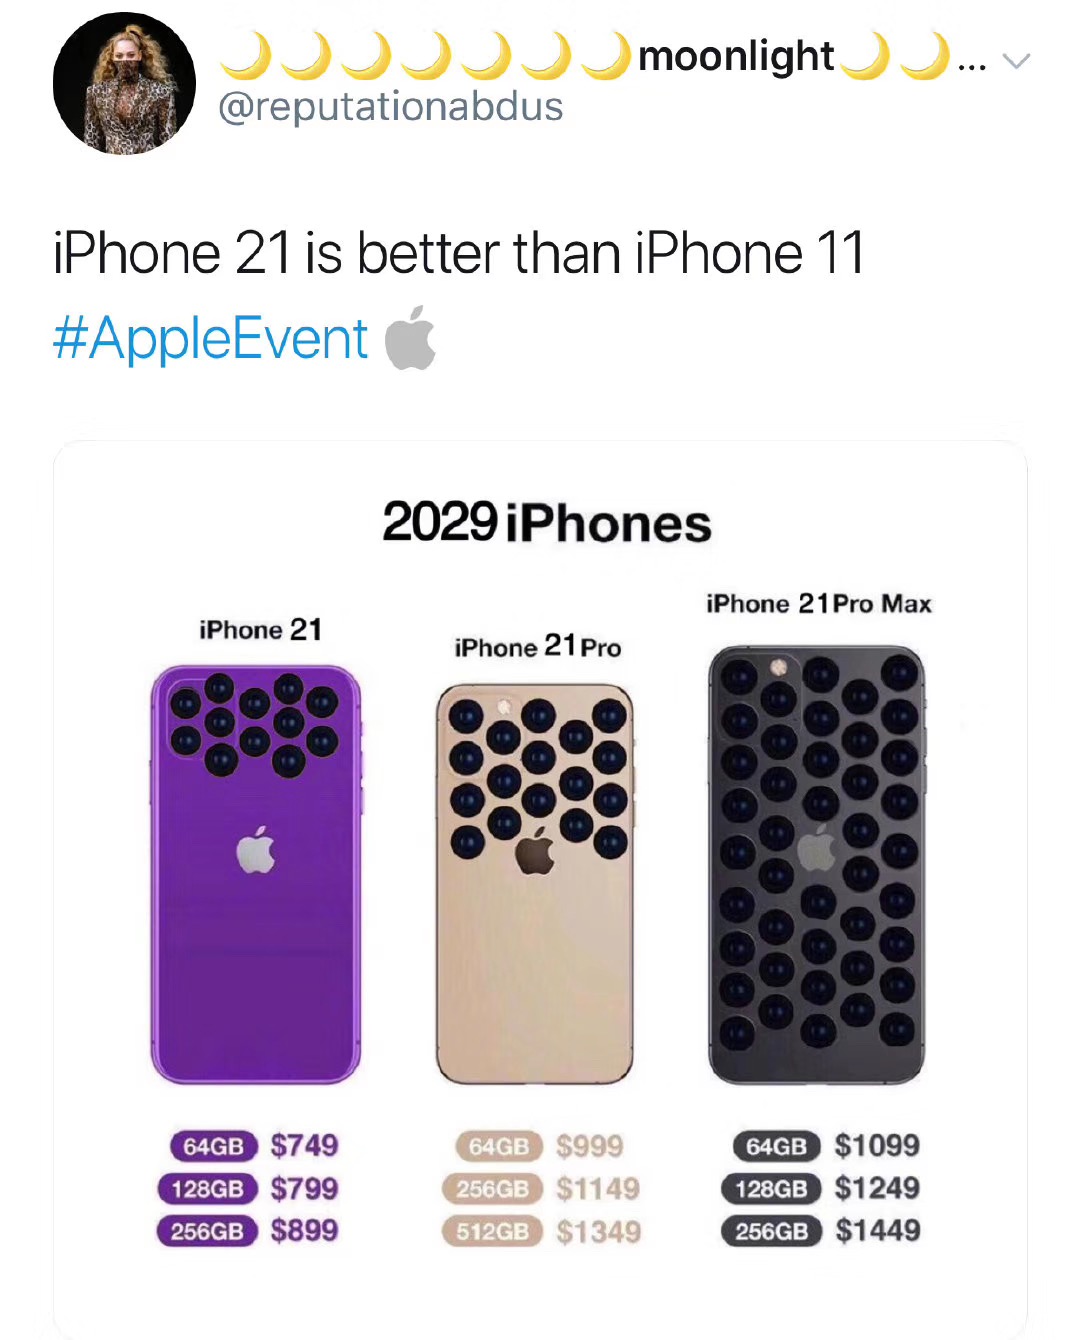 🌙🌙🌙🌙🌙🌙🌙moonlight🌙🌙...
@reputationabdus
iPhone 21 is better than iPhone 11
#AppleEvent
2029 iPhones
iPhone 21
iPhone 21 Pro
iPhone 21 Pro Max
64GB $749
128GB $799
256GB $899
64GB $999
256GB $1149
512GB $1349
64GB $1099
128GB $1249
256GB $1449